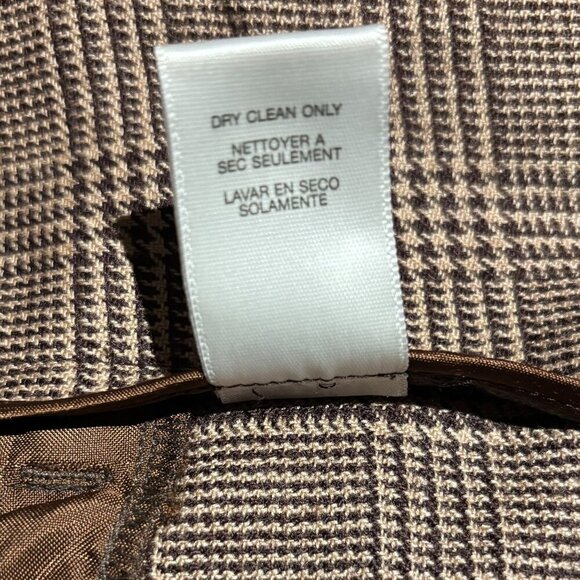 DRY CLEAN ONLY
NETTOYER A
SEC SEULEMENT
LAVAR EN SECO
SOLAMENTE